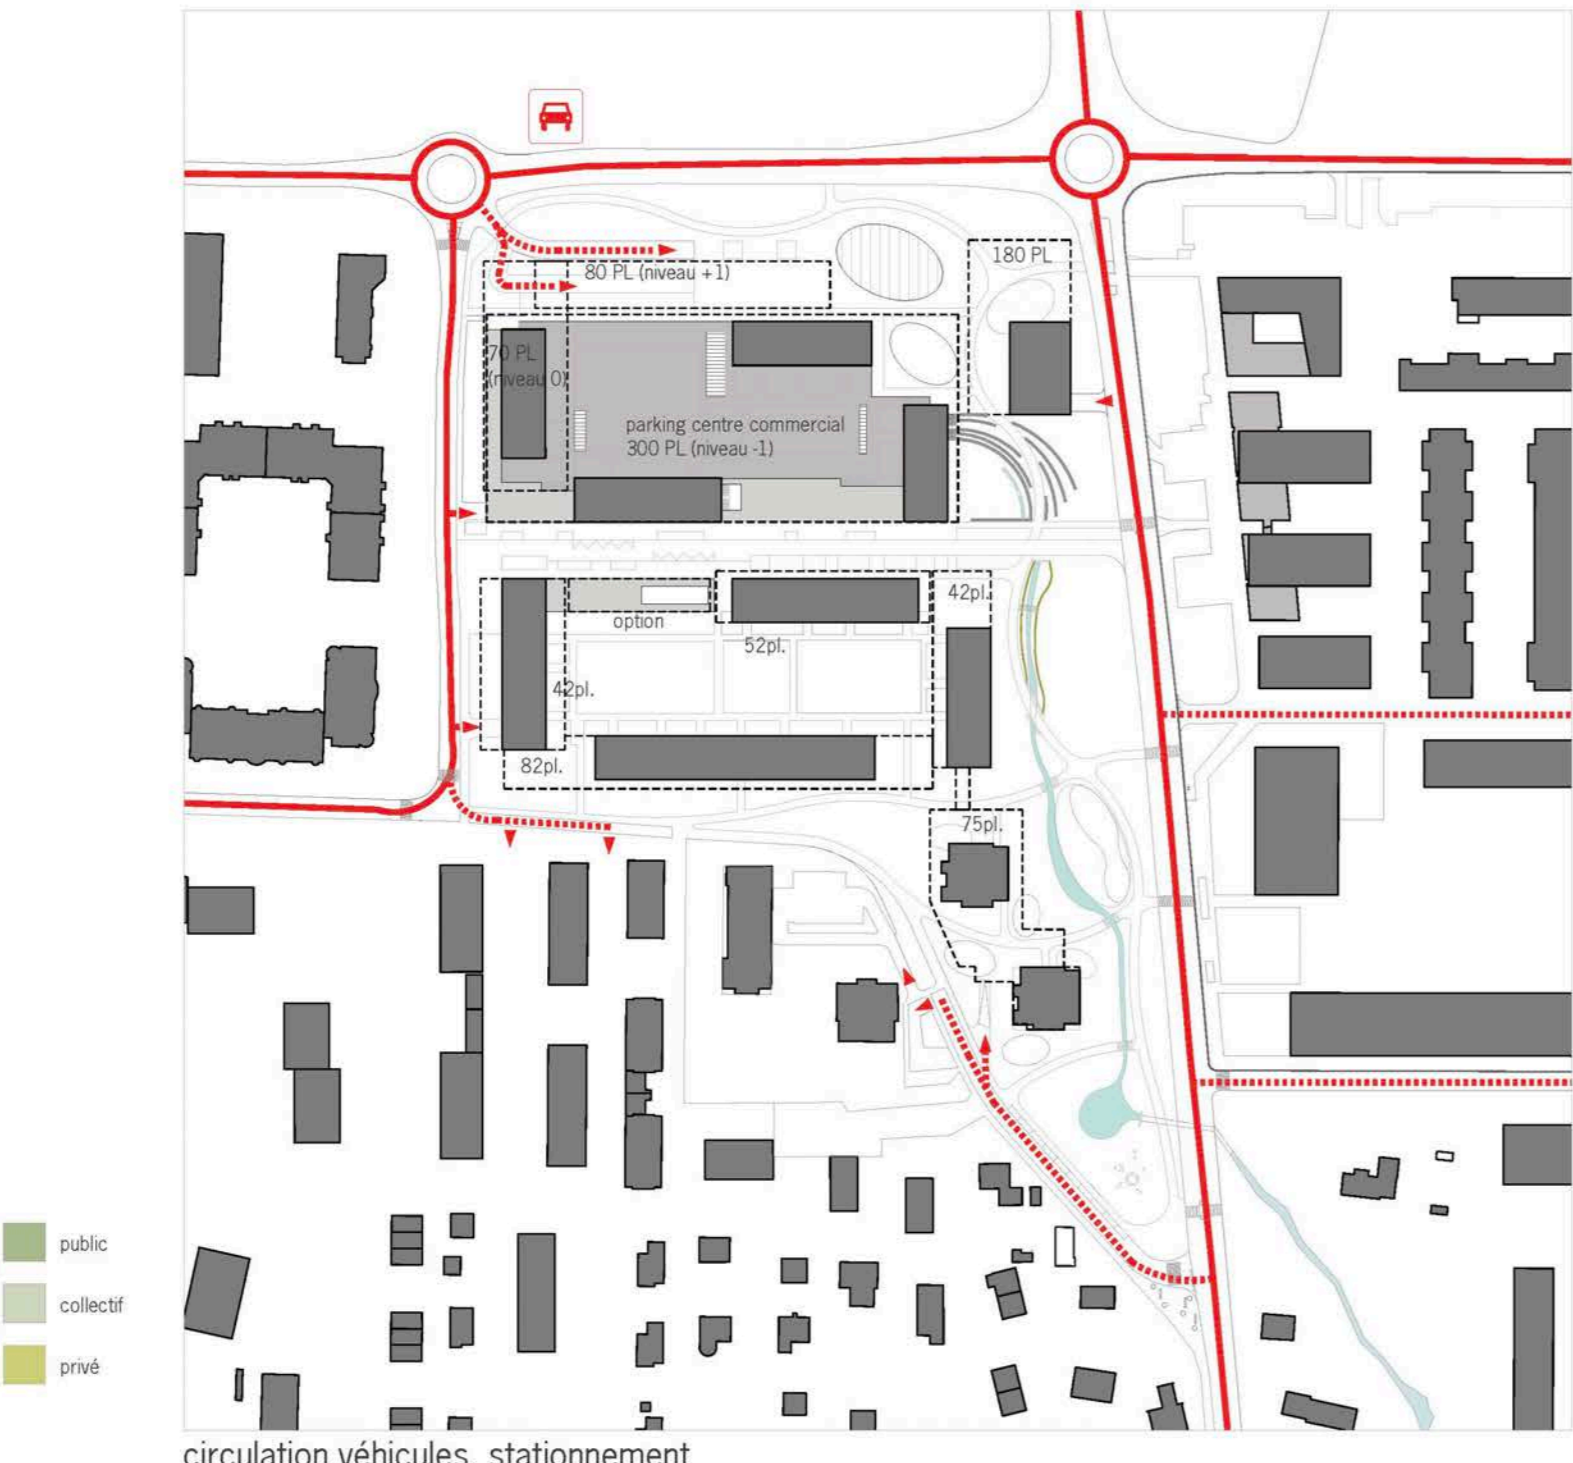 180 PL
80 PL (niveau +1)
70 PL
(niveau 0)
parking centre commercial
300 PL (niveau -1)
42pl.
option
52pl.
42pl.
82pl.
75pl.
public
collectif
privé
circulation véhicules, stationnement